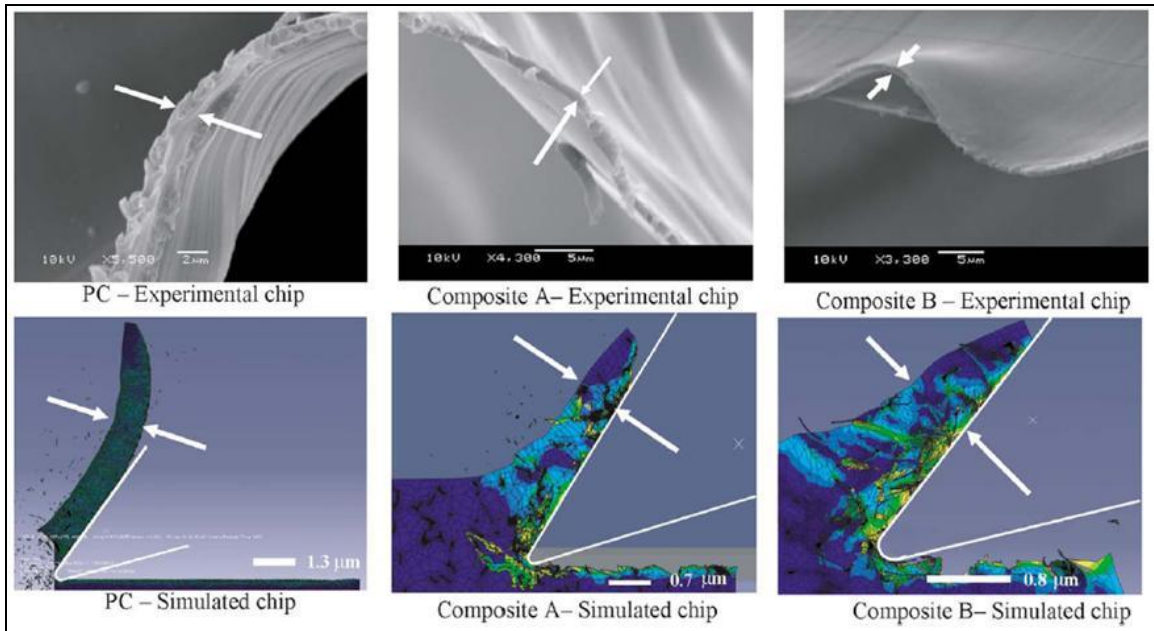 10kV X5,500 2μm
10kV X4,300 5μm
10kV X3,300 5μm
PC – Experimental chip
Composite A– Experimental chip
Composite B – Experimental chip
1.3 μm
0.7 μm
0.8 μm
PC – Simulated chip
Composite A– Simulated chip
Composite B– Simulated chip